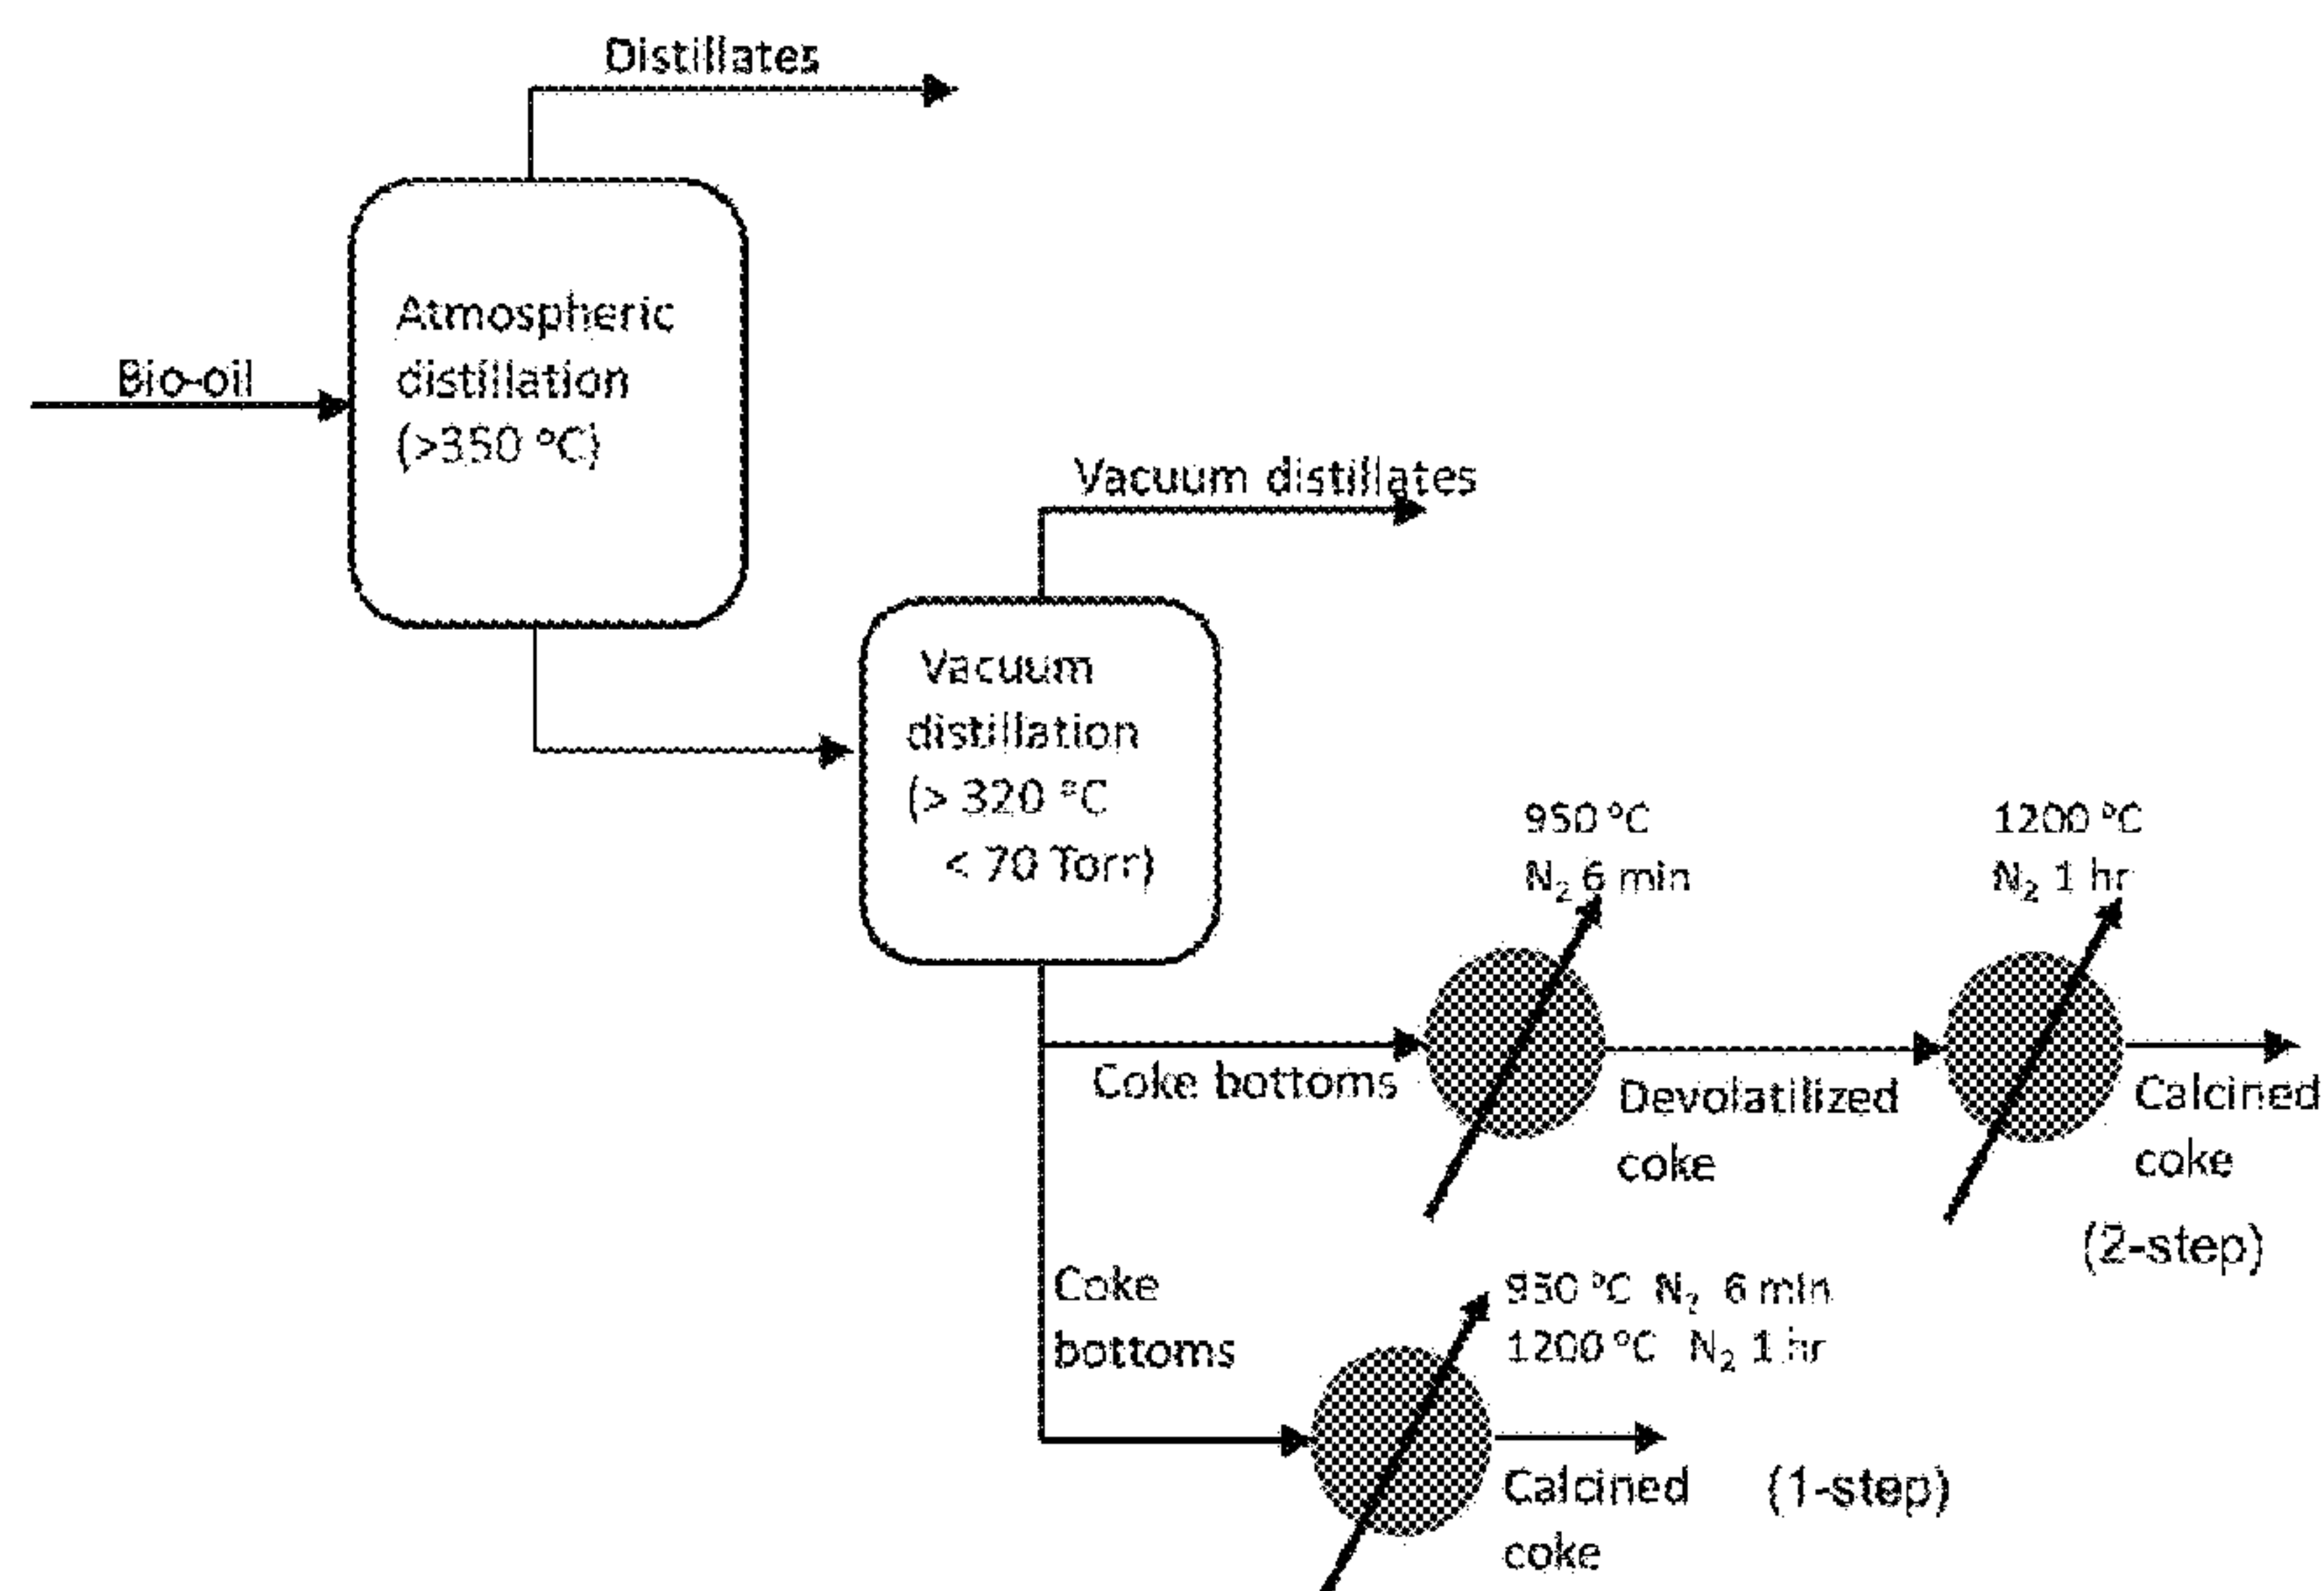 Distillates
Bio-oil
Atmospheric
distillation
(>350 °C)
Vacuum distillates
Vacuum
distillation
(> 320 °C
< 70 Torr)
950 °C
N₂ 6 min
1200 °C
N₂ 1 hr
Coke bottoms
Devolatilized
coke
Calcined
coke
(2-step)
Coke
bottoms
950 °C N₂ 6 min
1200 °C N₂ 1 hr
Calcined
coke
(1-step)